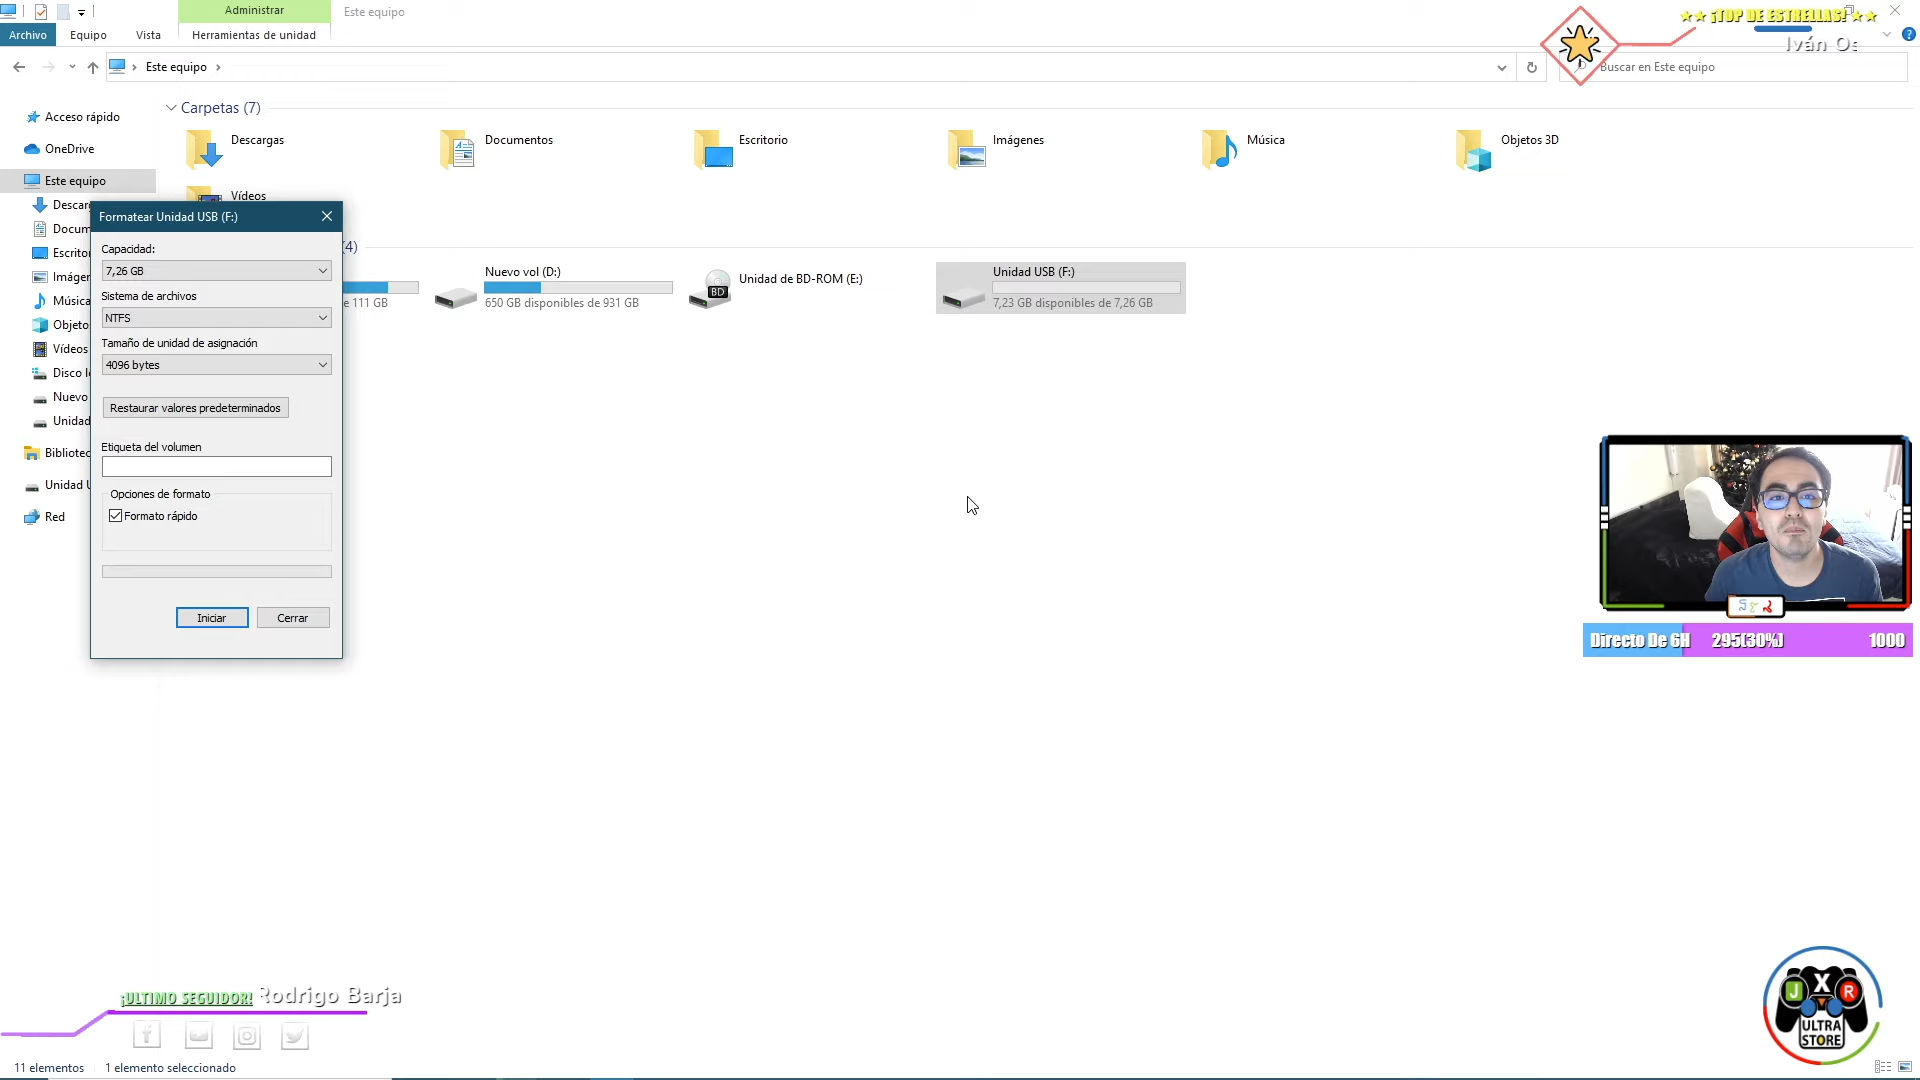 Administrar
Este equipo
Archivo
Equipo
Vista
Herramientas de unidad
Este equipo
Buscar en Este equipo
★★ ¡TOP DE ESTRELLAS! ★★
Iván Os
Acceso rápido
OneDrive
Este equipo
Descar
Docum
Escritor
Imágen
Música
Objeto
Vídeos
Disco l
Nuevo
Unidad
Bibliotec
Unidad U
Red
Carpetas (7)
Descargas
Documentos
Escritorio
Imágenes
Música
Objetos 3D
Vídeos
(4)
e 111 GB
Nuevo vol (D:)
650 GB disponibles de 931 GB
BD
Unidad de BD-ROM (E:)
Unidad USB (F:)
7,23 GB disponibles de 7,26 GB
Formatear Unidad USB (F:)
Capacidad:
7,26 GB
Sistema de archivos
NTFS
Tamaño de unidad de asignación
4096 bytes
Restaurar valores predeterminados
Etiqueta del volumen
Opciones de formato
Formato rápido
Iniciar
Cerrar
Directo De 6H 295(30%) 1000
¡ULTIMO SEGUIDOR! Rodrigo Barja
J X R
ULTRA
STORE
11 elementos
1 elemento seleccionado